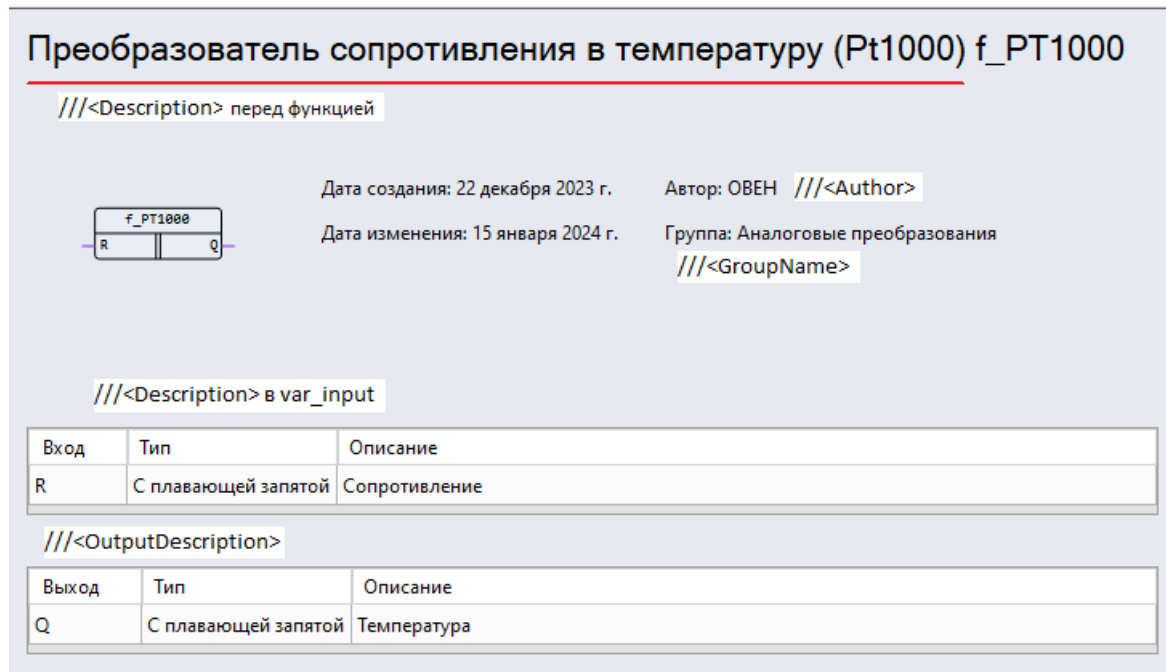 Преобразователь сопротивления в температуру (Pt1000) f_PT1000
///<Description> перед функцией
Дата создания: 22 декабря 2023 г. Автор: ОВЕН ///<Author>
f_PT1000
R Q
Дата изменения: 15 января 2024 г. Группа: Аналоговые преобразования
///<GroupName>
///<Description> в var_input
Вход Тип Описание
R С плавающей запятой Сопротивление
///<OutputDescription>
Выход Тип Описание
Q С плавающей запятой Температура